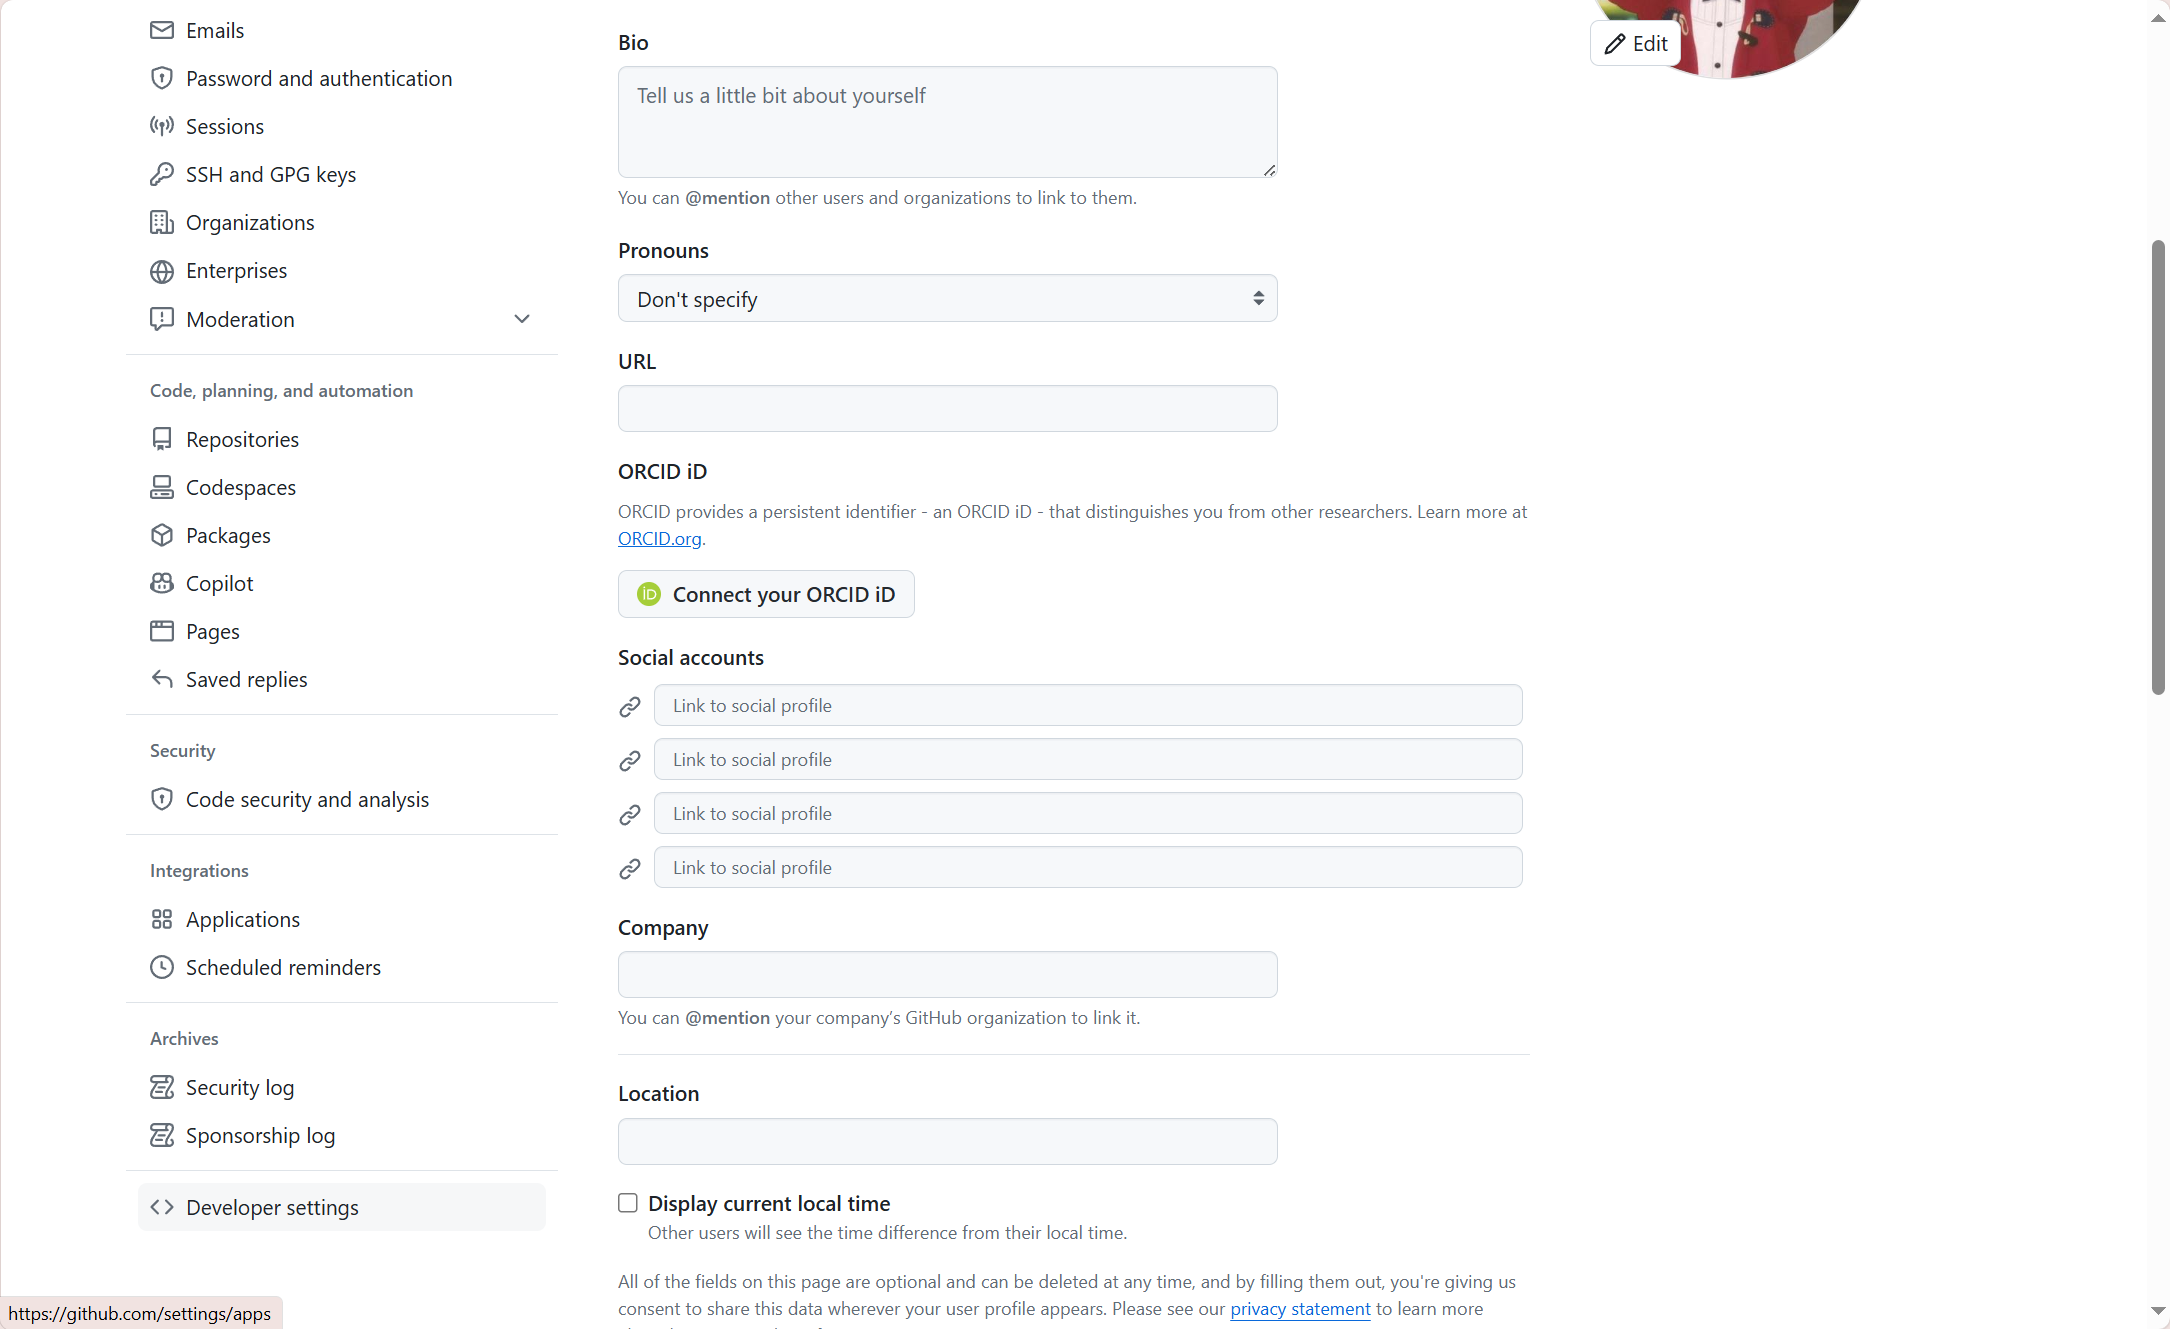 Emails
Password and authentication
Sessions
SSH and GPG keys
Organizations
Enterprises
Moderation
Code, planning, and automation
Repositories
Codespaces
Packages
Copilot
Pages
Saved replies
Security
Code security and analysis
Integrations
Applications
Scheduled reminders
Archives
Security log
Sponsorship log
Developer settings
https://github.com/settings/apps
Bio
Tell us a little bit about yourself
You can @mention other users and organizations to link to them.
Pronouns
Don't specify
URL
ORCID iD
ORCID provides a persistent identifier - an ORCID iD - that distinguishes you from other researchers. Learn more at
ORCID.org.
iD Connect your ORCID iD
Social accounts
Link to social profile
Link to social profile
Link to social profile
Link to social profile
Company
You can @mention your company’s GitHub organization to link it.
Location
Display current local time
Other users will see the time difference from their local time.
All of the fields on this page are optional and can be deleted at any time, and by filling them out, you're giving us
consent to share this data wherever your user profile appears. Please see our privacy statement to learn more
Edit